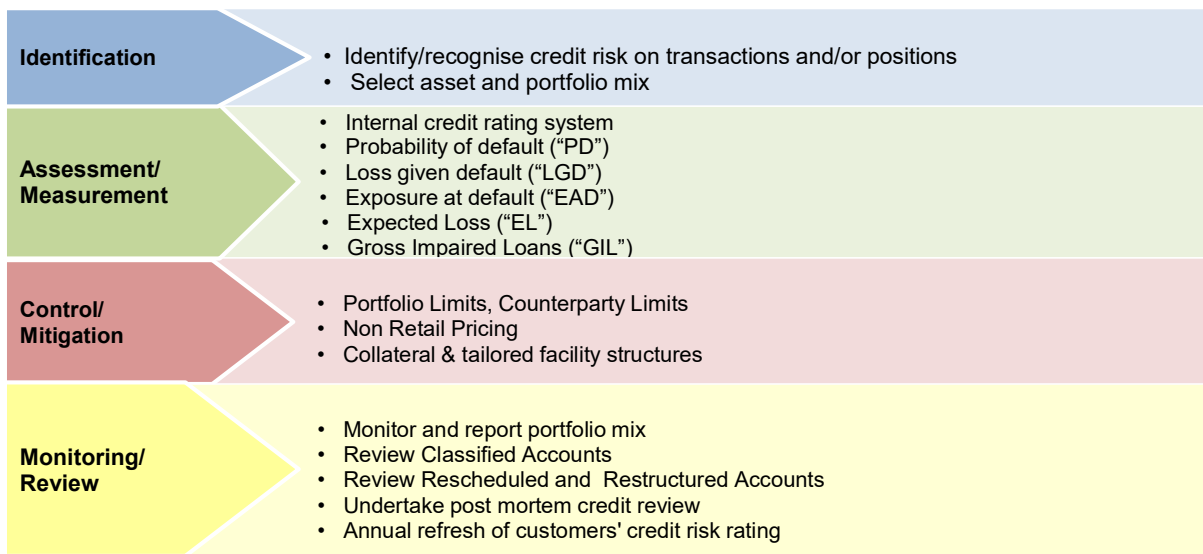 Identification
• Identify/recognise credit risk on transactions and/or positions
• Select asset and portfolio mix
Assessment/
Measurement
• Internal credit rating system
• Probability of default (“PD”)
• Loss given default (“LGD”)
• Exposure at default (“EAD”)
• Expected Loss (“EL”)
• Gross Impaired Loans (“GIL”)
Control/
Mitigation
• Portfolio Limits, Counterparty Limits
• Non Retail Pricing
• Collateral & tailored facility structures
Monitoring/
Review
• Monitor and report portfolio mix
• Review Classified Accounts
• Review Rescheduled and Restructured Accounts
• Undertake post mortem credit review
• Annual refresh of customers' credit risk rating